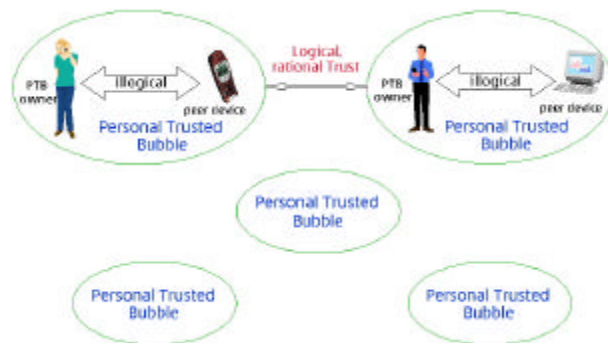 Logical,
rational Trust
PTB
owner
illogical
peer device
Personal Trusted
Bubble
PTB
owner
illogical
peer device
Personal Trusted
Bubble
Personal Trusted
Bubble
Personal Trusted
Bubble
Personal Trusted
Bubble